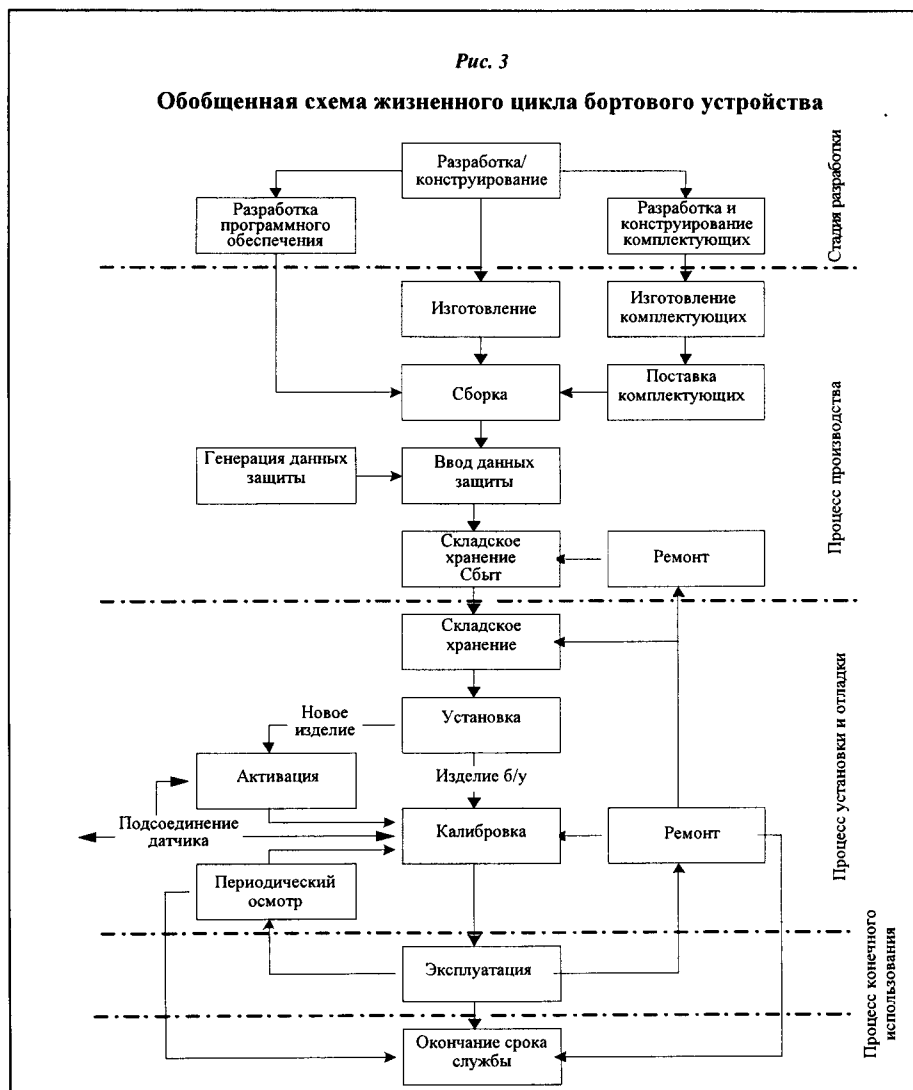 Рис. 3
Обобщенная схема жизненного цикла бортового устройства
Разработка/
конструирование
Разработка
программного
обеспечения
Разработка и
конструирование
комплектующих
Стадия разработки
Изготовление
Изготовление
комплектующих
Сборка
Поставка
комплектующих
Генерация данных
защиты
Ввод данных
защиты
Складское
хранение
Сбыт
Ремонт
Процесс производства
Складское
хранение
Новое
изделие
Установка
Активация
Изделие б/у
Подсоединение
датчика
Калибровка
Ремонт
Периодический
осмотр
Процесс установки и отладки
Эксплуатация
Окончание срока
службы
Процесс конечного
использования